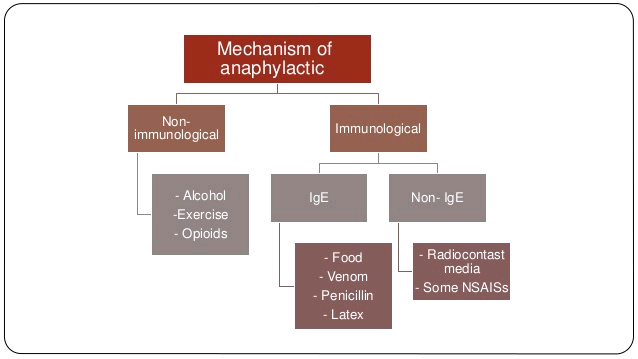 Mechanism of
anaphylactic
Non-
immunological
Immunological
- Alcohol
-Exercise
- Opioids
IgE
Non- IgE
- Food
- Venom
- Penicillin
- Latex
- Radiocontast
media
- Some NSAISs